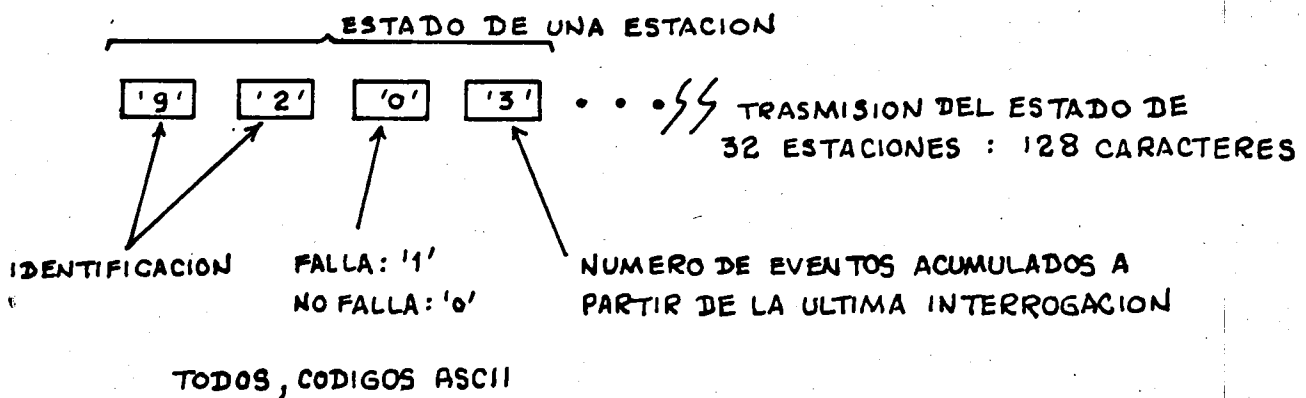 ESTADO DE UNA ESTACION
'9' '2' '0' '3' • • • TRASMISION DEL ESTADO DE
32 ESTACIONES : 128 CARACTERES
IDENTIFICACION FALLA: '1' NUMERO DE EVENTOS ACUMULADOS A
NO FALLA: '0' PARTIR DE LA ULTIMA INTERROGACION
TODOS, CODIGOS ASCII